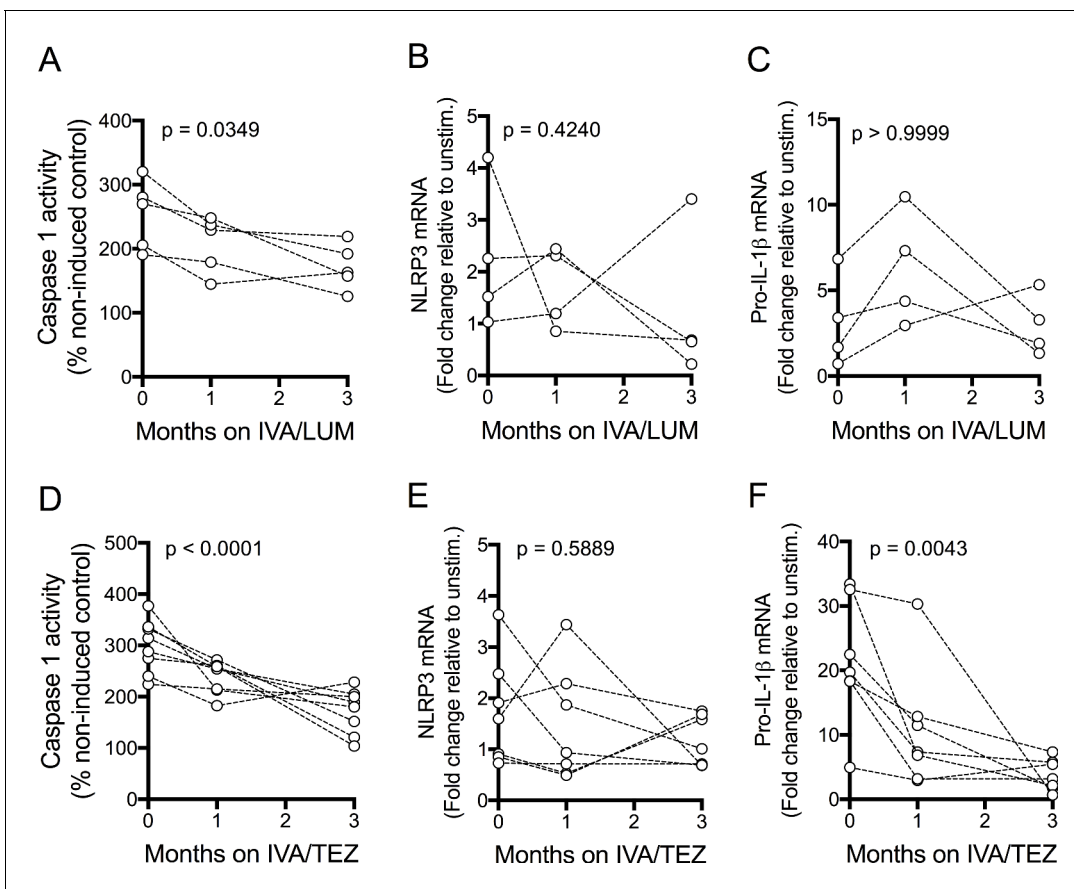 A
Caspase 1 activity
(% non-induced control)
400
300
200
100
0
p = 0.0349
0 1 2 3
Months on IVA/LUM
B
NLRP3 mRNA
(Fold change relative to unstim.)
5
4
3
2
1
0
p = 0.4240
0 1 2 3
Months on IVA/LUM
C
Pro-IL-1β mRNA
(Fold change relative to unstim.)
15
10
5
0
p > 0.9999
0 1 2 3
Months on IVA/LUM
D
Caspase 1 activity
(% non-induced control)
500
400
300
200
100
0
p < 0.0001
0 1 2 3
Months on IVA/TEZ
E
NLRP3 mRNA
(Fold change relative to unstim.)
5
4
3
2
1
0
p = 0.5889
0 1 2 3
Months on IVA/TEZ
F
Pro-IL-1β mRNA
(Fold change relative to unstim.)
40
30
20
10
0
p = 0.0043
0 1 2 3
Months on IVA/TEZ